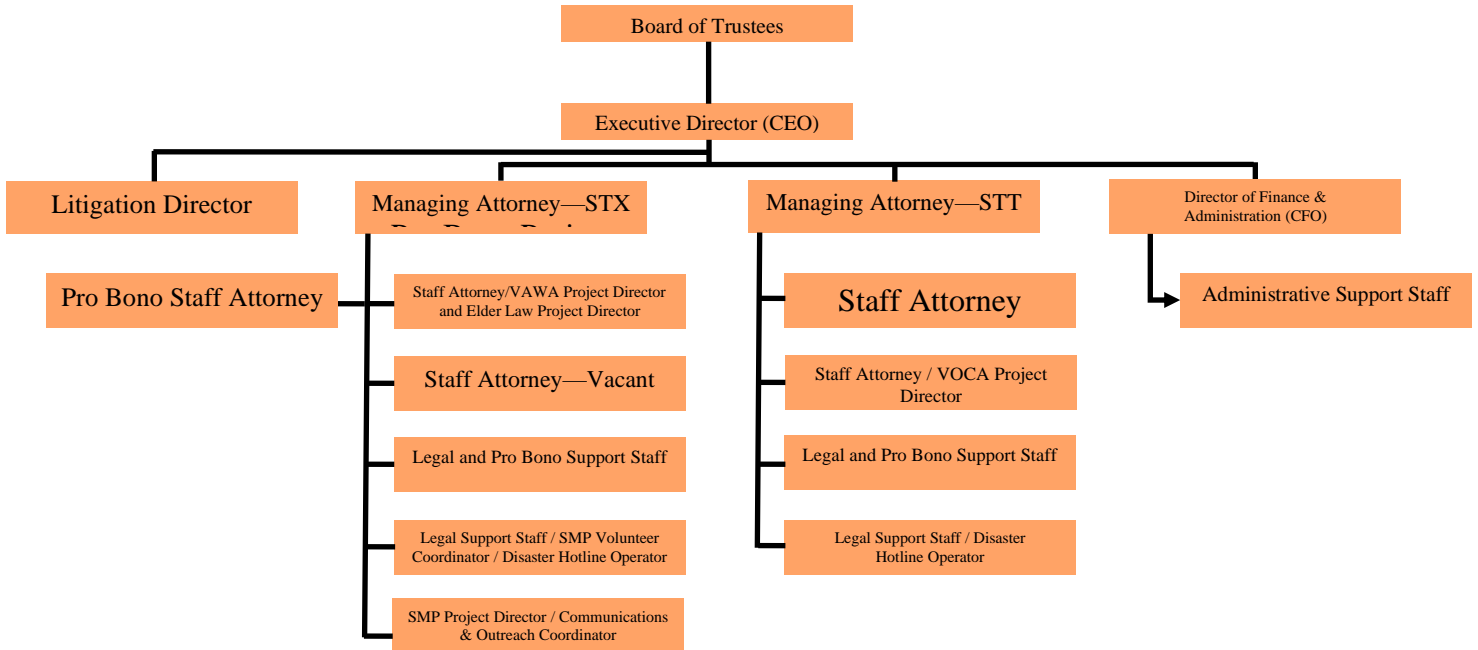 Board of Trustees
Executive Director (CEO)
Litigation Director
Managing Attorney—STX
Managing Attorney—STT
Director of Finance &
Administration (CFO)
Pro Bono Staff Attorney
Staff Attorney/VAWA Project Director
and Elder Law Project Director
Staff Attorney
Administrative Support Staff
Staff Attorney—Vacant
Staff Attorney / VOCA Project
Director
Legal and Pro Bono Support Staff
Legal and Pro Bono Support Staff
Legal Support Staff / SMP Volunteer
Coordinator / Disaster Hotline Operator
Legal Support Staff / Disaster
Hotline Operator
SMP Project Director / Communications
& Outreach Coordinator